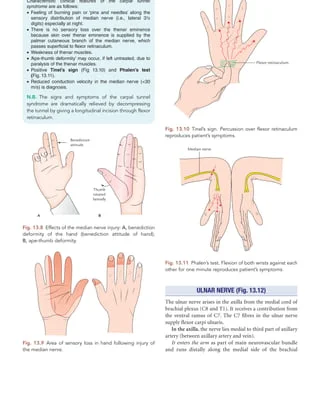 Characteristic clinical features of the carpal tunnel
syndrome are as follows:
• Feeling of burning pain or 'pins and needles' along the
sensory distribution of median nerve (i.e., lateral 3½
digits) especially at night.
• There is no sensory loss over the thenar eminence
because skin over thenar eminence is supplied by the
palmar cutaneous branch of the median nerve, which
passes superficial to flexor retinaculum.
• Weakness of thenar muscles.
• 'Ape-thumb deformity' may occur, if left untreated, due to
paralysis of the thenar muscles.
• Positive Tinel's sign (Fig 13.10) and Phalen's test
(Fig. 13.11).
• Reduced conduction velocity in the median nerve (<30
m/s) is diagnosis.
N.B. The signs and symptoms of the carpal tunnel
syndrome are dramatically relieved by decompressing
the tunnel by giving a longitudinal incision through flexor
retinaculum.
Benediction
attitude
Thumb
rotated
laterally
A
B
Fig. 13.8 Effects of the median nerve injury: A, benediction
deformity of the hand (benediction attitude of hand);
B, ape-thumb deformity.
Fig. 13.9 Area of sensory loss in hand following injury of
the median nerve.
Flexor retinaculum
Fig. 13.10 Tinel's sign. Percussion over flexor retinaculum
reproduces patient's symptoms.
Median nerve
Fig. 13.11 Phalen's test. Flexion of both wrists against each
other for one minute reproduces patient's symptoms.
ULNAR NERVE (Fig. 13.12)
The ulnar nerve arises in the axilla from the medial cord of
brachial plexus (C8 and T1). It receives a contribution from
the ventral ramus of C7. The C7 fibres in the ulnar nerve
supply flexor carpi ulnaris.
In the axilla, the nerve lies medial to third part of axillary
artery (between axillary artery and vein).
It enters the arm as part of main neurovascular bundle
and runs distally along the medial side of the brachial